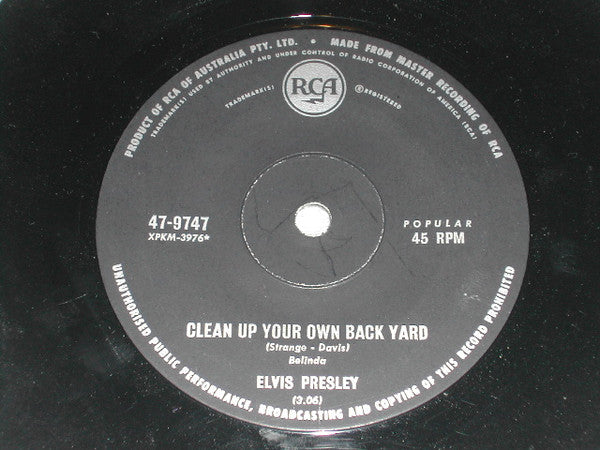 PRODUCT OF RCA OF AUSTRALIA PTY. LTD. • MADE FROM MASTER RECORDING OF RCA
TRADEMARK(S) USED BY AUTHORITY AND UNDER CONTROL OF RADIO CORPORATION OF AMERICA (RCA)
RCA
TRADEMARK(S) ® REGISTERED
47-9747
XPKM-3976*
POPULAR
45 RPM
CLEAN UP YOUR OWN BACK YARD
(Strange - Davis)
Belinda
ELVIS PRESLEY
(3.06)
UNAUTHORISED PUBLIC PERFORMANCE, BROADCASTING AND COPYING OF THIS RECORD PROHIBITED